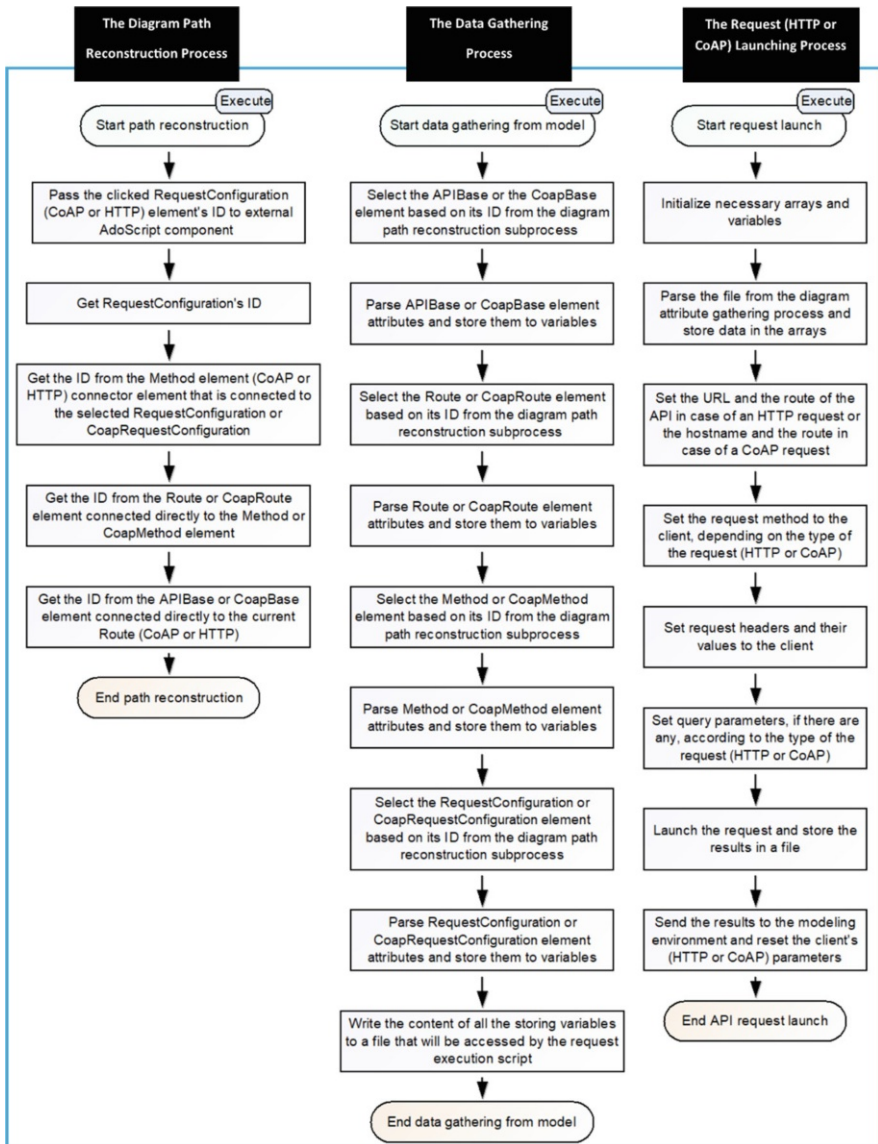 The Diagram Path
Reconstruction Process
Execute
Start path reconstruction
Pass the clicked RequestConfiguration
(CoAP or HTTP) element's ID to external
AdoScript component
Get RequestConfiguration's ID
Get the ID from the Method element (CoAP or
HTTP) connector element that is connected to
the selected RequestConfiguration or
CoapRequestConfiguration
Get the ID from the Route or CoapRoute
element connected directly to the Method or
CoapMethod element
Get the ID from the APIBase or CoapBase
element connected directly to the current
Route (CoAP or HTTP)
End path reconstruction
The Data Gathering
Process
Execute
Start data gathering from model
Select the APIBase or the CoapBase
element based on its ID from the diagram
path reconstruction subprocess
Parse APIBase or CoapBase element
attributes and store them to variables
Select the Route or CoapRoute element
based on its ID from the diagram path
reconstruction subprocess
Parse Route or CoapRoute element
attributes and store them to variables
Select the Method or CoapMethod
element based on its ID from the diagram
path reconstruction subprocess
Parse Method or CoapMethod element
attributes and store them to variables
Select the RequestConfiguration or
CoapRequestConfiguration element
based on its ID from the diagram path
reconstruction subprocess
Parse RequestConfiguration or
CoapRequestConfiguration element
attributes and store them to variables
Write the content of all the storing variables
to a file that will be accessed by the request
execution script
End data gathering from model
The Request (HTTP or
CoAP) Launching Process
Execute
Start request launch
Initialize necessary arrays and
variables
Parse the file from the diagram
attribute gathering process and
store data in the arrays
Set the URL and the route of the
API in case of an HTTP request or
the hostname and the route in
case of a CoAP request
Set the request method to the
client, depending on the type of
the request (HTTP or CoAP)
Set request headers and their
values to the client
Set query parameters, if there are
any, according to the type of the
request (HTTP or CoAP)
Launch the request and store the
results in a file
Send the results to the modeling
environment and reset the client's
(HTTP or CoAP) parameters
End API request launch